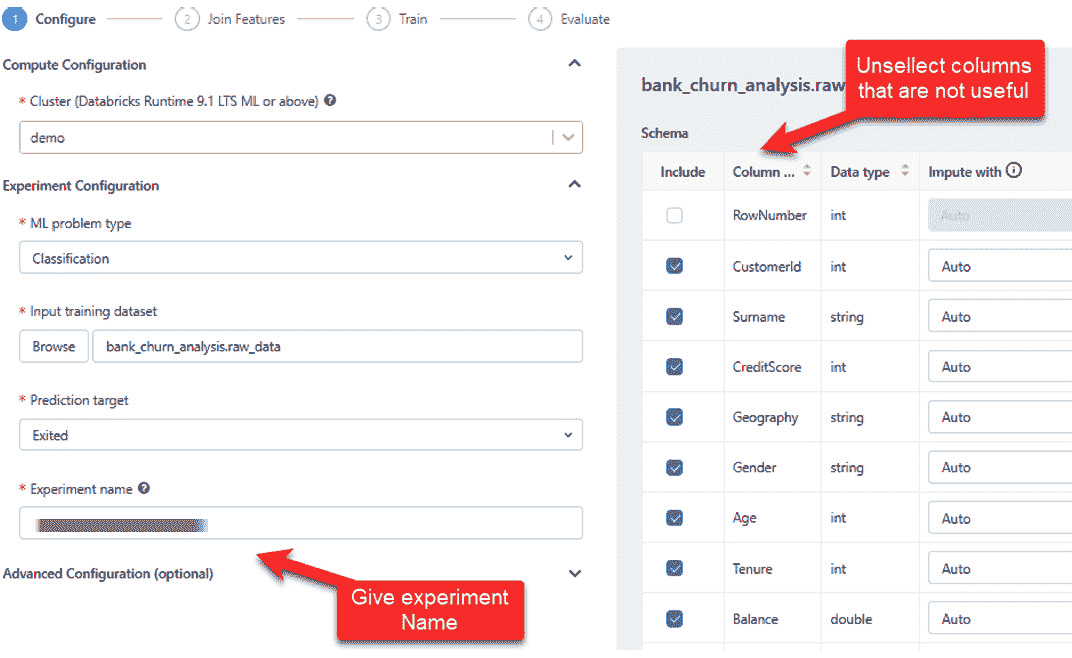 1 Configure 2 Join Features 3 Train 4 Evaluate
Compute Configuration
* Cluster (Databricks Runtime 9.1 LTS ML or above) ?
demo
Experiment Configuration
* ML problem type
Classification
* Input training dataset
Browse bank_churn_analysis.raw_data
* Prediction target
Exited
* Experiment name ?
Advanced Configuration (optional)
Give experiment
Name
Unsellect columns
that are not useful
bank_churn_analysis.raw
Schema
Include Column ... Data type Impute with
RowNumber int Auto
CustomerId int Auto
Surname string Auto
CreditScore int Auto
Geography string Auto
Gender string Auto
Age int Auto
Tenure int Auto
Balance double Auto